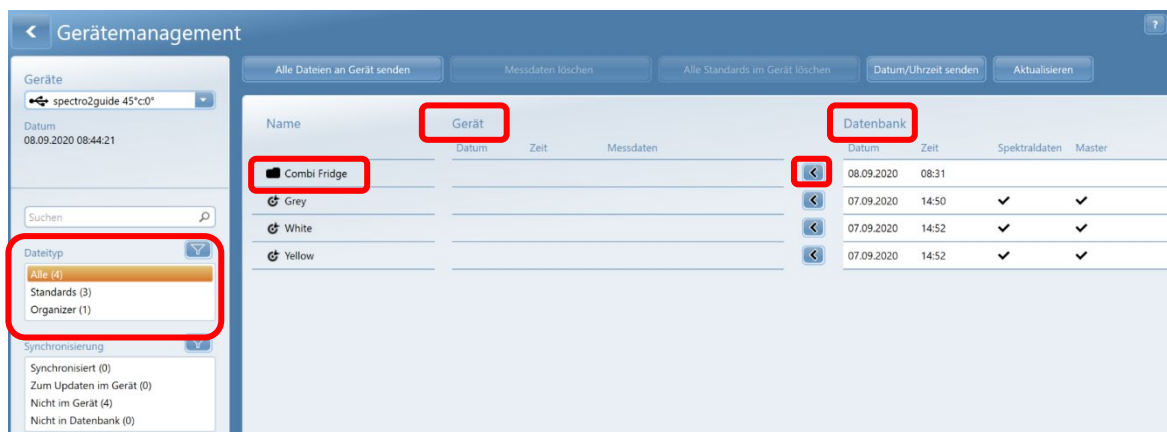 Gerätemanagement
?
Geräte
spectro2guide 45°c:0°
Datum
08.09.2020 08:44:21
Suchen
Dateityp
Alle (4)
Standards (3)
Organizer (1)
Synchronisierung
Synchronisiert (0)
Zum Updaten im Gerät (0)
Nicht im Gerät (4)
Nicht in Datenbank (0)
Alle Dateien an Gerät senden Messdaten löschen Alle Standards im Gerät löschen Datum/Uhrzeit senden Aktualisieren
Name Gerät Datenbank
Datum Zeit Messdaten Datum Zeit Spektraldaten Master
Combi Fridge 08.09.2020 08:31
Grey 07.09.2020 14:50
White 07.09.2020 14:52
Yellow 07.09.2020 14:52